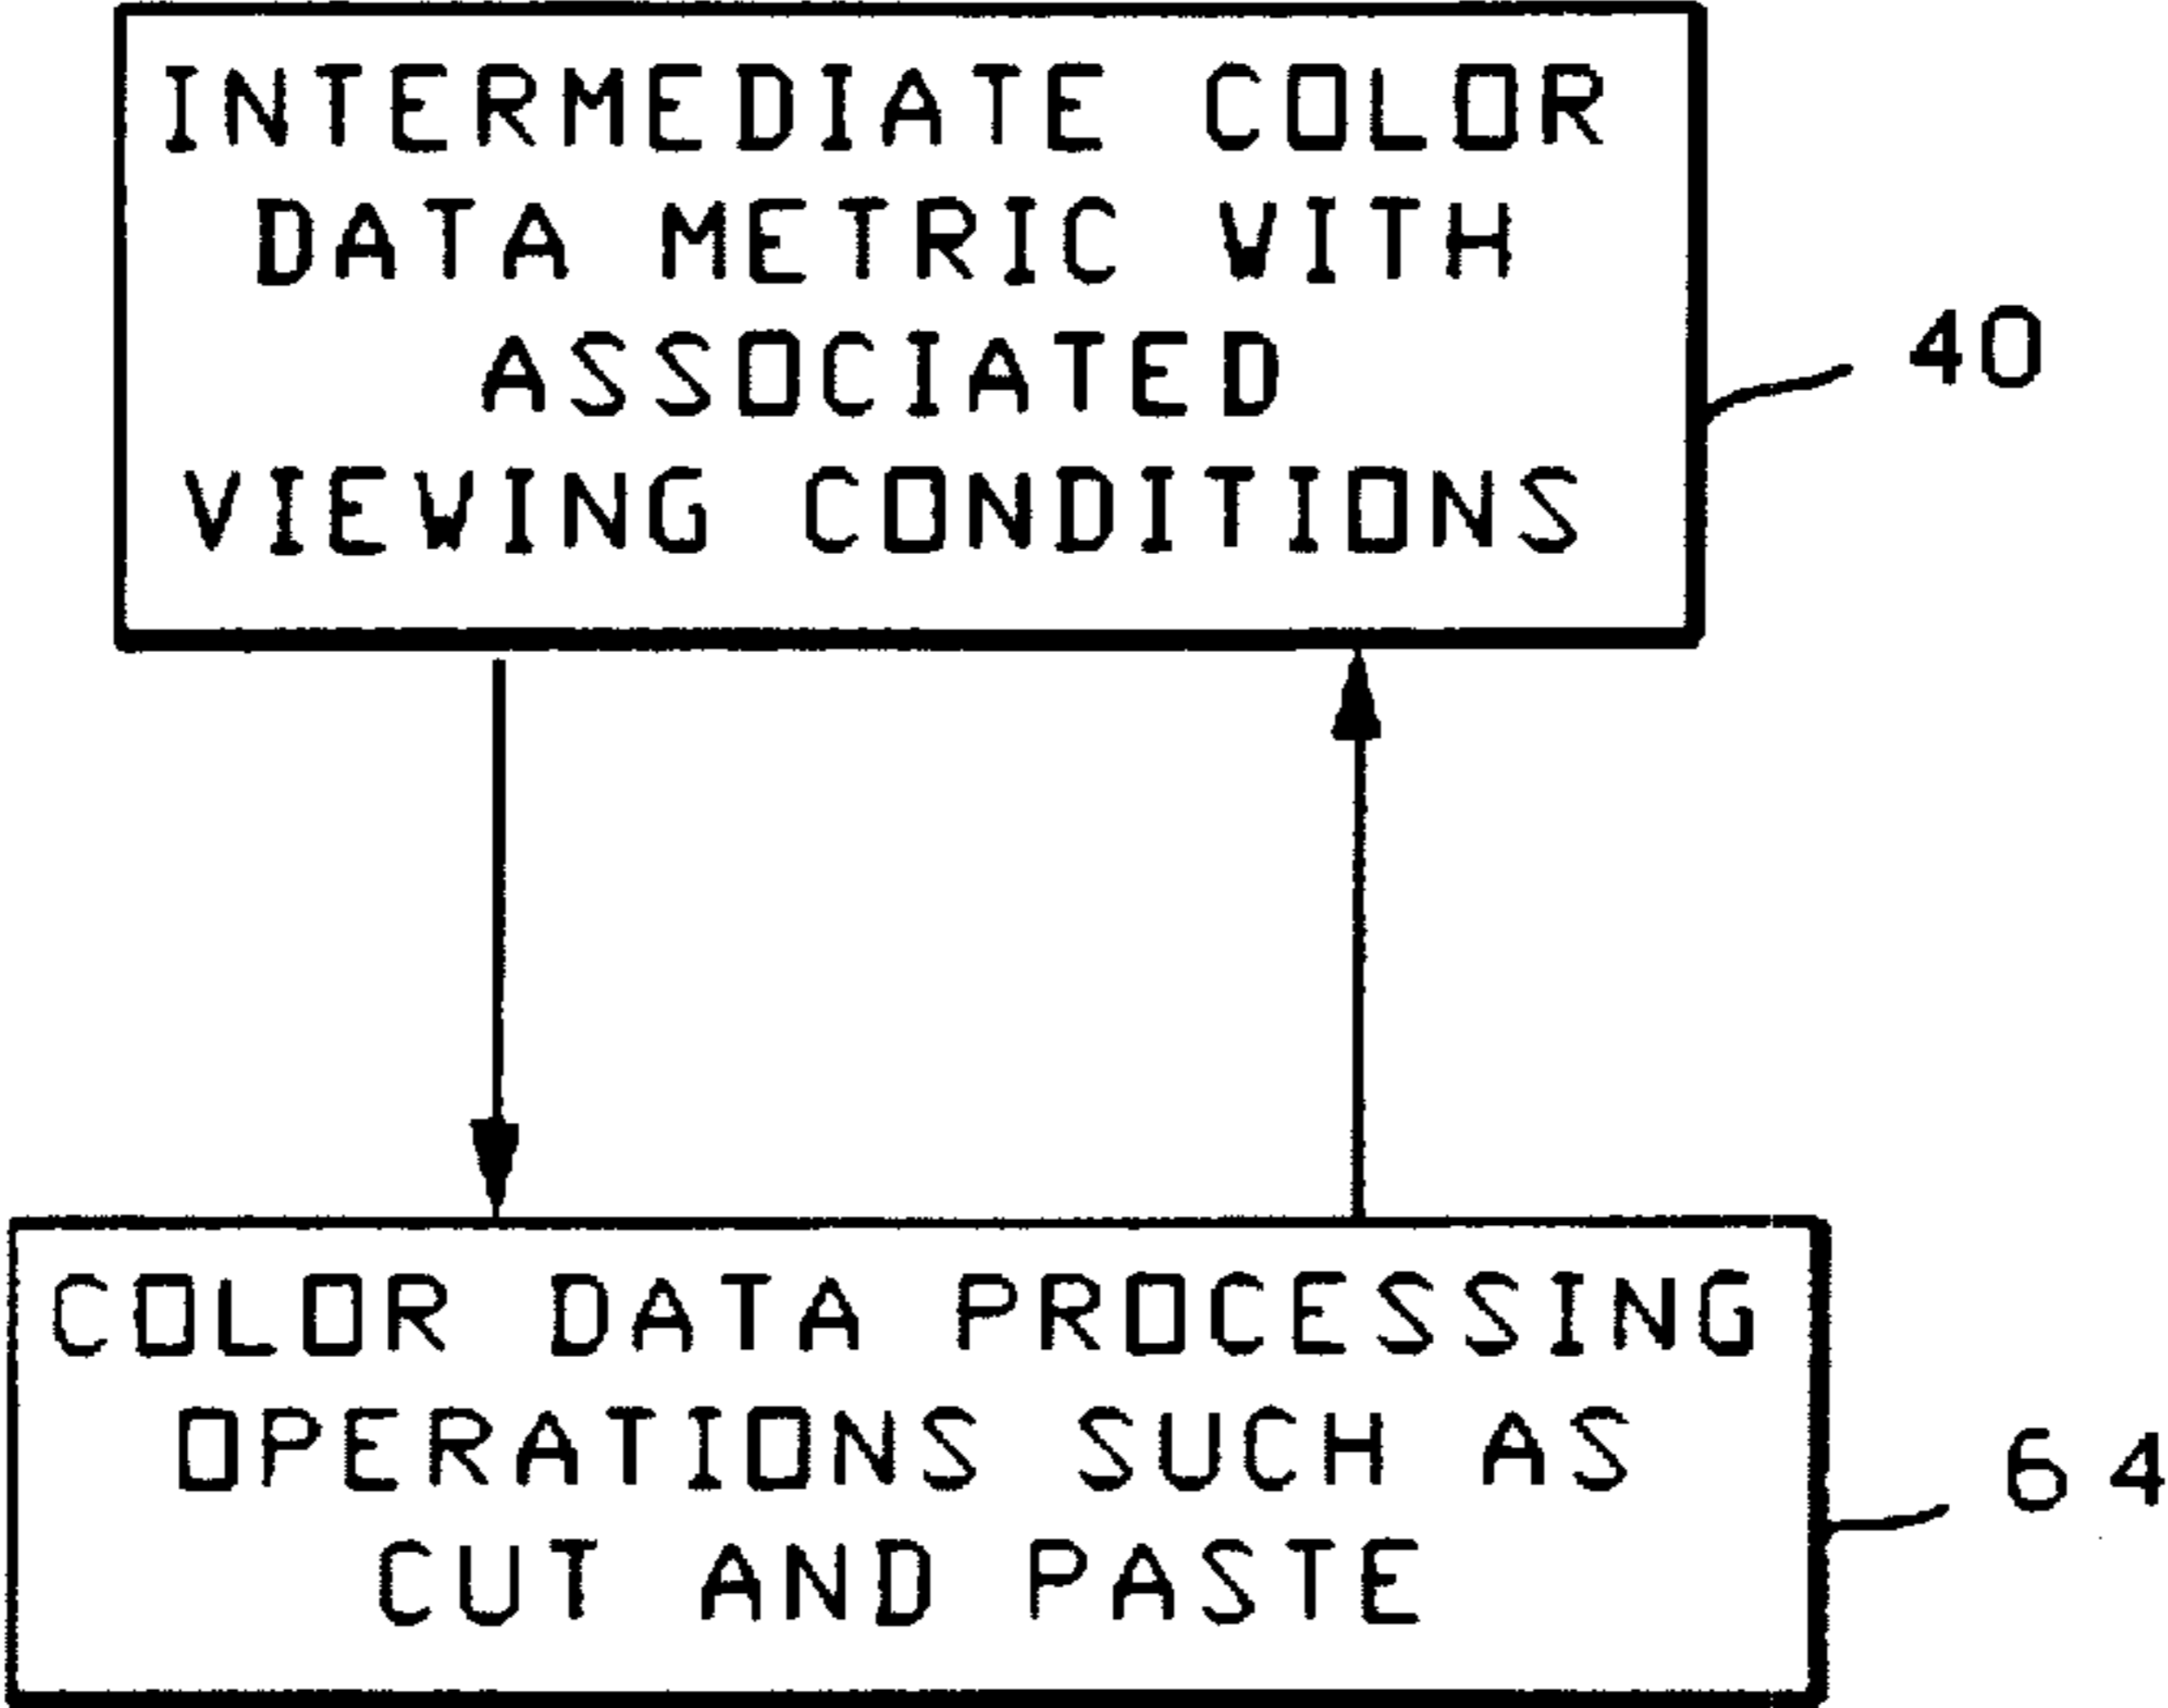 INTERMEDIATE COLOR
DATA METRIC WITH
ASSOCIATED
VIEWING CONDITIONS
40
COLOR DATA PROCESSING
OPERATIONS SUCH AS
CUT AND PASTE
64